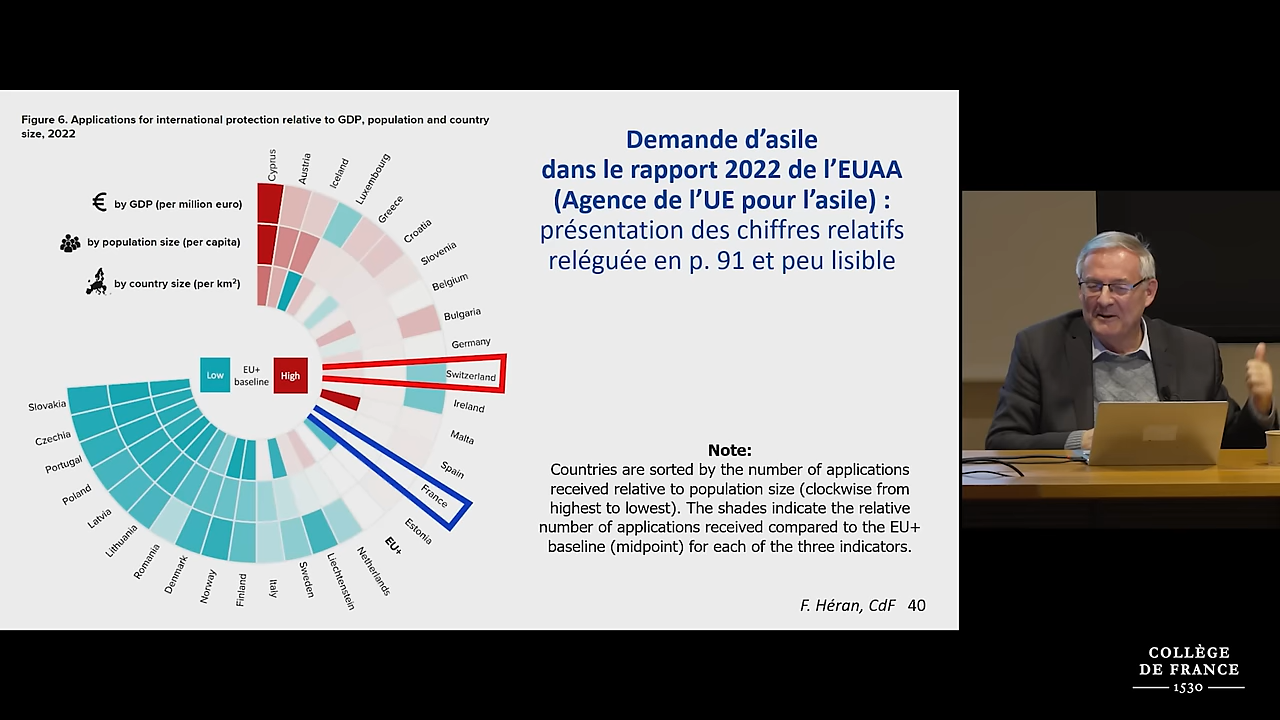 Figure 6. Applications for international protection relative to GDP, population and country
size, 2022
€ by GDP (per million euro)
by population size (per capita)
by country size (per km²)
Cyprus
Austria
Iceland
Luxembourg
Greece
Croatia
Slovenia
Belgium
Bulgaria
Germany
Switzerland
Ireland
Malta
Spain
France
Estonia
EU+
Netherlands
Liechtenstein
Sweden
Italy
Finland
Norway
Denmark
Romania
Lithuania
Latvia
Poland
Portugal
Czechia
Slovakia
Low
EU+
baseline
High
Demande d’asile
dans le rapport 2022 de l’EUAA
(Agence de l’UE pour l’asile) :
présentation des chiffres relatifs
reléguée en p. 91 et peu lisible
Note:
Countries are sorted by the number of applications
received relative to population size (clockwise from
highest to lowest). The shades indicate the relative
number of applications received compared to the EU+
baseline (midpoint) for each of the three indicators.
F. Héran, CdF 40
COLLÈGE
DE FRANCE
1530